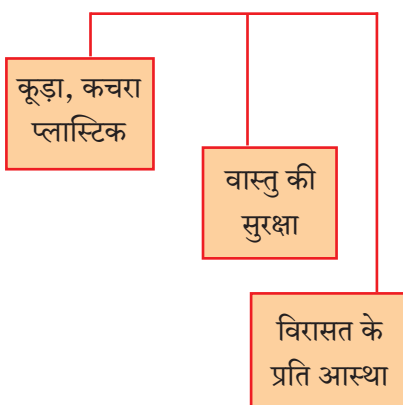 कूड़ा, कचरा
प्लास्टिक
वास्तु की
सुरक्षा
विरासत के
प्रति आस्था